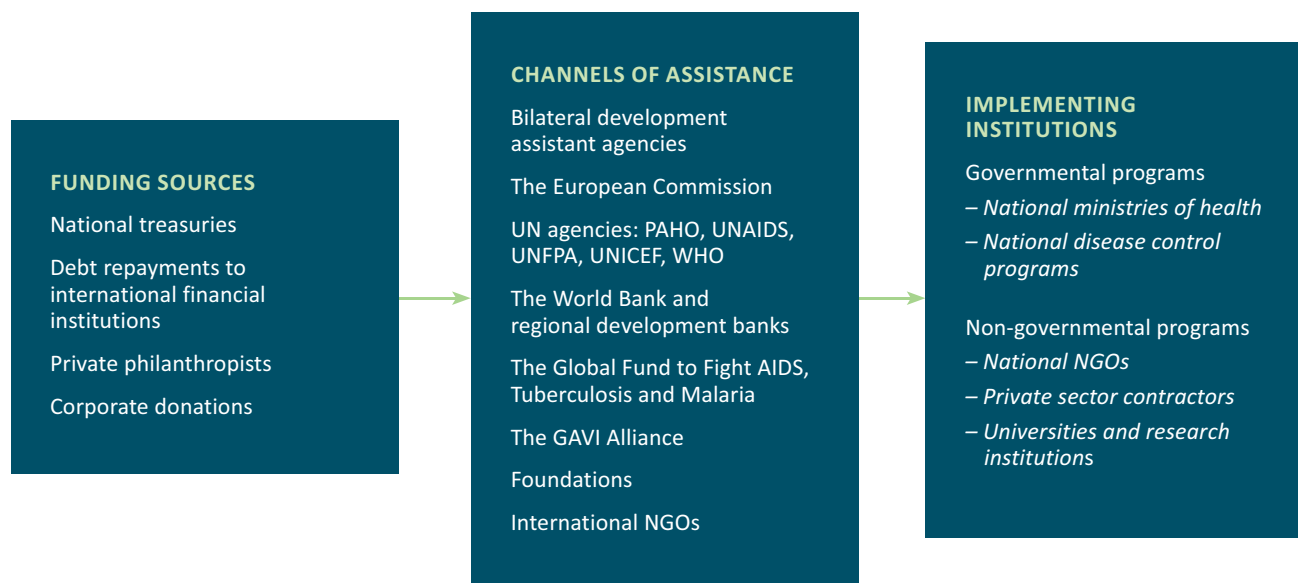 FUNDING SOURCES
National treasuries
Debt repayments to
international financial
institutions
Private philanthropists
Corporate donations
CHANNELS OF ASSISTANCE
Bilateral development
assistant agencies
The European Commission
UN agencies: PAHO, UNAIDS,
UNFPA, UNICEF, WHO
The World Bank and
regional development banks
The Global Fund to Fight AIDS,
Tuberculosis and Malaria
The GAVI Alliance
Foundations
International NGOs
IMPLEMENTING
INSTITUTIONS
Governmental programs
– National ministries of health
– National disease control
programs
Non-governmental programs
– National NGOs
– Private sector contractors
– Universities and research
institutions